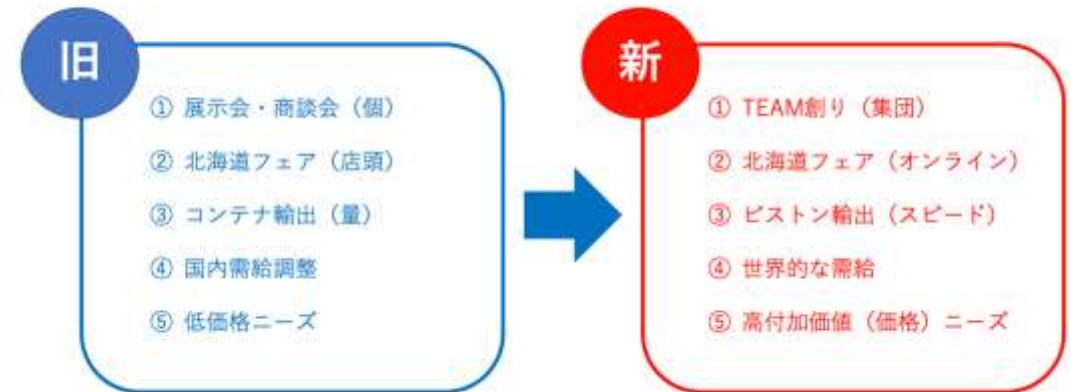 旧
① 展示会・商談会（個）
② 北海道フェア（店頭）
③ コンテナ輸出（量）
④ 国内需給調整
⑤ 低価格ニーズ
新
① TEAM創り（集団）
② 北海道フェア（オンライン）
③ ピストン輸出（スピード）
④ 世界的な需給
⑤ 高付加価値（価格）ニーズ